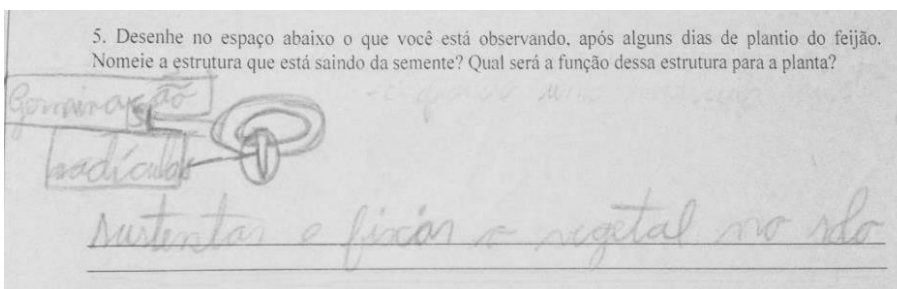 5. Desenhe no espaço abaixo o que você está observando, após alguns dias de plantio do feijão.
Nomeie a estrutura que está saindo da semente? Qual será a função dessa estrutura para a planta?
Germinação
radícula
sustentar e fixar o vegetal no solo